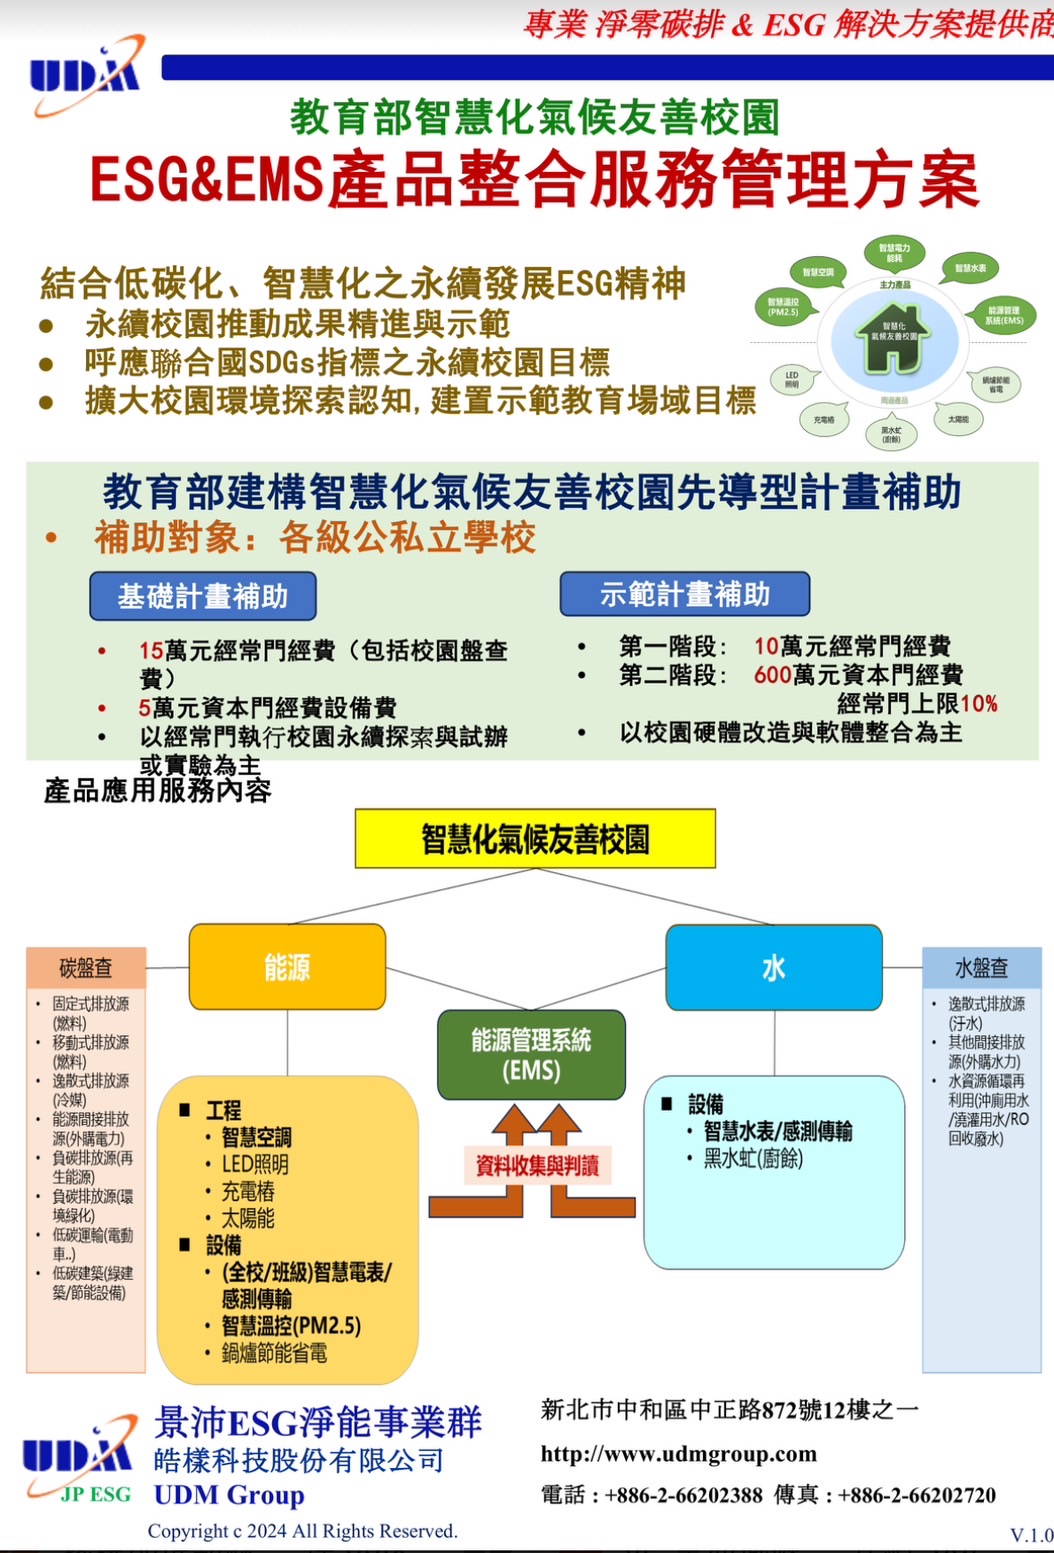 專業 淨零碳排 & ESG 解決方案提供商
UDM
教育部智慧化氣候友善校園
ESG&EMS產品整合服務管理方案
結合低碳化、智慧化之永續發展ESG精神
● 永續校園推動成果精進與示範
● 呼應聯合國SDGs指標之永續校園目標
● 擴大校園環境探索認知,建置示範教育場域目標
智慧電力
能耗
智慧空調
智慧水表
主力產品
智慧溫控
(PM2.5)
能源管理
系統(EMS)
智慧化
氣候友善校園
LED
照明
鍋爐節能
省電
周邊產品
充電樁
黑水虻
(廚餘)
太陽能
教育部建構智慧化氣候友善校園先導型計畫補助
• 補助對象：各級公私立學校
基礎計畫補助
• 15萬元經常門經費（包括校園盤查
費）
• 5萬元資本門經費設備費
• 以經常門執行校園永續探索與試辦
或實驗為主
示範計畫補助
• 第一階段： 10萬元經常門經費
• 第二階段： 600萬元資本門經費
經常門上限10%
• 以校園硬體改造與軟體整合為主
產品應用服務內容
智慧化氣候友善校園
碳盤查
• 固定式排放源
(燃料)
• 移動式排放源
(燃料)
• 逸散式排放源
(冷媒)
• 能源間接排放
源(外購電力)
• 負碳排放源(再
生能源)
• 負碳排放源(環
境綠化)
• 低碳運輸(電動
車..)
• 低碳建築(綠建
築/節能設備)
能源
■ 工程
• 智慧空調
• LED照明
• 充電樁
• 太陽能
■ 設備
• (全校/班級)智慧電表/
感測傳輸
• 智慧溫控(PM2.5)
• 鍋爐節能省電
能源管理系統
(EMS)
資料收集與判讀
水
■ 設備
• 智慧水表/感測傳輸
• 黑水虻(廚餘)
水盤查
• 逸散式排放源
(汙水)
• 其他間接排放
源(外購水力)
• 水資源循環再
利用(沖廁用水
/澆灌用水/RO
回收廢水)
UDM
JP ESG
景沛ESG淨能事業群
皓樣科技股份有限公司
UDM Group
新北市中和區中正路872號12樓之一
http://www.udmgroup.com
電話 : +886-2-66202388 傳真 : +886-2-66202720
Copyright c 2024 All Rights Reserved.
V.1.0